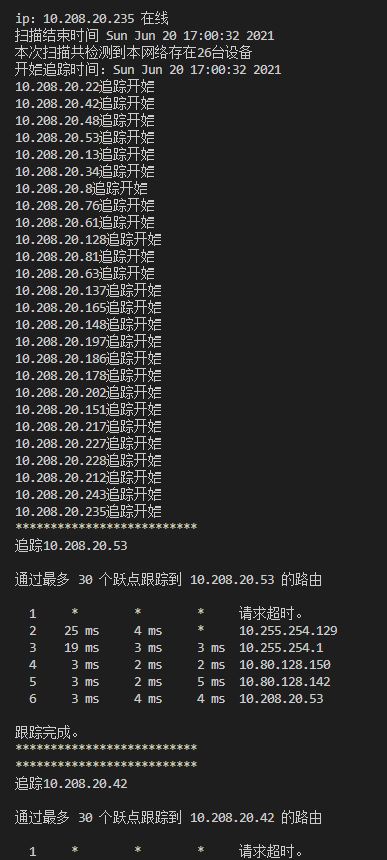 ip: 10.208.20.235 在线
扫描结束时间 Sun Jun 20 17:00:32 2021
本次扫描共检测到本网络存在26台设备
开始追踪时间: Sun Jun 20 17:00:32 2021
10.208.20.22追踪开始
10.208.20.42追踪开始
10.208.20.48追踪开始
10.208.20.53追踪开始
10.208.20.13追踪开始
10.208.20.34追踪开始
10.208.20.8追踪开始
10.208.20.76追踪开始
10.208.20.61追踪开始
10.208.20.128追踪开始
10.208.20.81追踪开始
10.208.20.63追踪开始
10.208.20.137追踪开始
10.208.20.165追踪开始
10.208.20.148追踪开始
10.208.20.197追踪开始
10.208.20.186追踪开始
10.208.20.178追踪开始
10.208.20.202追踪开始
10.208.20.151追踪开始
10.208.20.217追踪开始
10.208.20.227追踪开始
10.208.20.228追踪开始
10.208.20.212追踪开始
10.208.20.243追踪开始
10.208.20.235追踪开始
**************************
追踪10.208.20.53
通过最多 30 个跃点跟踪到 10.208.20.53 的路由
1 * * * 请求超时。
2 25 ms 4 ms * 10.255.254.129
3 19 ms 3 ms 3 ms 10.255.254.1
4 3 ms 2 ms 2 ms 10.80.128.150
5 3 ms 2 ms 5 ms 10.80.128.142
6 3 ms 4 ms 4 ms 10.208.20.53
跟踪完成。
**************************
**************************
追踪10.208.20.42
通过最多 30 个跃点跟踪到 10.208.20.42 的路由
1 * * * 请求超时。